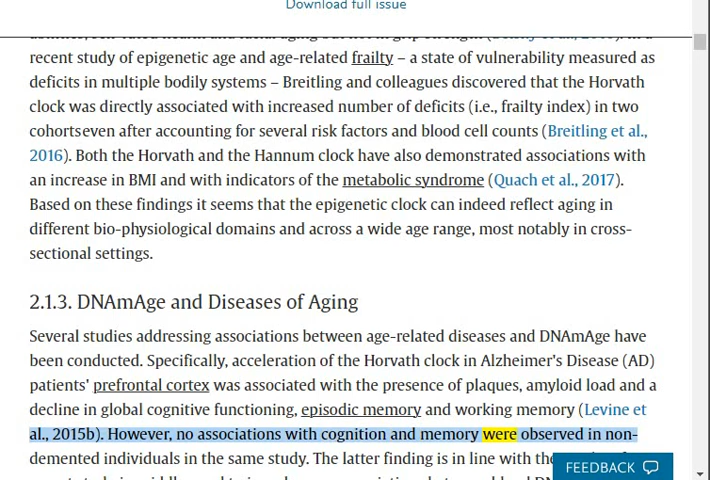 Download full issue
recent study of epigenetic age and age-related frailty – a state of vulnerability measured as
deficits in multiple bodily systems – Breitling and colleagues discovered that the Horvath
clock was directly associated with increased number of deficits (i.e., frailty index) in two
cohortseven after accounting for several risk factors and blood cell counts (Breitling et al.,
2016). Both the Horvath and the Hannum clock have also demonstrated associations with
an increase in BMI and with indicators of the metabolic syndrome (Quach et al., 2017).
Based on these findings it seems that the epigenetic clock can indeed reflect aging in
different bio-physiological domains and across a wide age range, most notably in cross-
sectional settings.
2.1.3. DNAmAge and Diseases of Aging
Several studies addressing associations between age-related diseases and DNAmAge have
been conducted. Specifically, acceleration of the Horvath clock in Alzheimer's Disease (AD)
patients' prefrontal cortex was associated with the presence of plaques, amyloid load and a
decline in global cognitive functioning, episodic memory and working memory (Levine et
al., 2015b). However, no associations with cognition and memory were observed in non-
demented individuals in the same study. The latter finding is in line with the
FEEDBACK